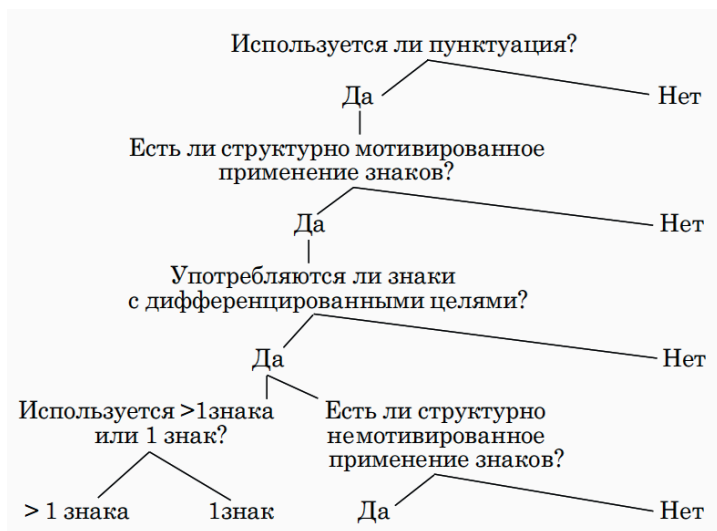 Используется ли пунктуация?
Да
Нет
Есть ли структурно мотивированное
применение знаков?
Да
Нет
Употребляются ли знаки
с дифференцированными целями?
Да
Нет
Используется >1знака
или 1 знак?
Есть ли структурно
немотивированное
применение знаков?
> 1 знака
1знак
Да
Нет